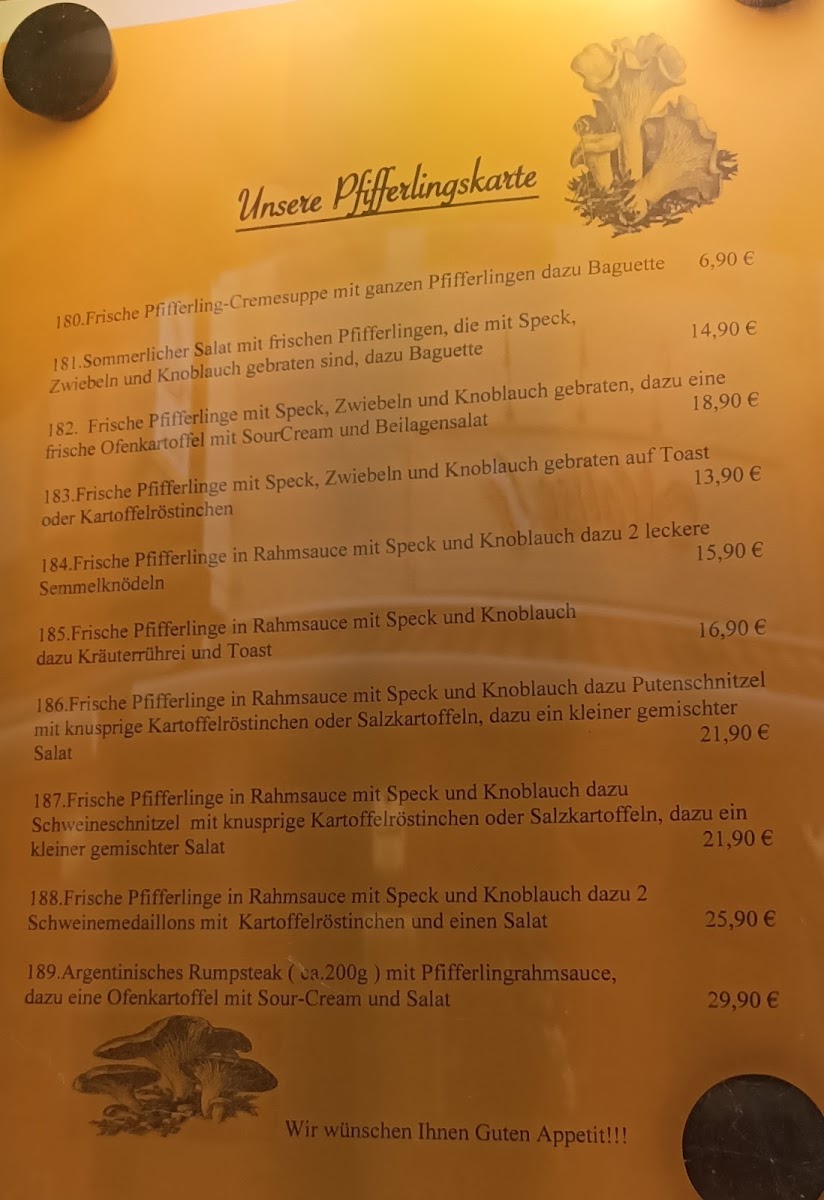 Unsere Pfifferlingskarte
180.Frische Pfifferling-Cremesuppe mit ganzen Pfifferlingen dazu Baguette 6,90 €
181.Sommerlicher Salat mit frischen Pfifferlingen, die mit Speck,
Zwiebeln und Knoblauch gebraten sind, dazu Baguette 14,90 €
182. Frische Pfifferlinge mit Speck, Zwiebeln und Knoblauch gebraten, dazu eine
frische Ofenkartoffel mit SourCream und Beilagensalat 18,90 €
183.Frische Pfifferlinge mit Speck, Zwiebeln und Knoblauch gebraten auf Toast
oder Kartoffelröstinchen 13,90 €
184.Frische Pfifferlinge in Rahmsauce mit Speck und Knoblauch dazu 2 leckere
Semmelknödeln 15,90 €
185.Frische Pfifferlinge in Rahmsauce mit Speck und Knoblauch
dazu Kräuterrührei und Toast 16,90 €
186.Frische Pfifferlinge in Rahmsauce mit Speck und Knoblauch dazu Putenschnitzel
mit knusprige Kartoffelröstinchen oder Salzkartoffeln, dazu ein kleiner gemischter
Salat 21,90 €
187.Frische Pfifferlinge in Rahmsauce mit Speck und Knoblauch dazu
Schweineschnitzel mit knusprige Kartoffelröstinchen oder Salzkartoffeln, dazu ein
kleiner gemischter Salat 21,90 €
188.Frische Pfifferlinge in Rahmsauce mit Speck und Knoblauch dazu 2
Schweinemedaillons mit Kartoffelröstinchen und einen Salat 25,90 €
189.Argentinisches Rumpsteak ( ca.200g ) mit Pfifferlingrahmsauce,
dazu eine Ofenkartoffel mit Sour-Cream und Salat 29,90 €
Wir wünschen Ihnen Guten Appetit!!!